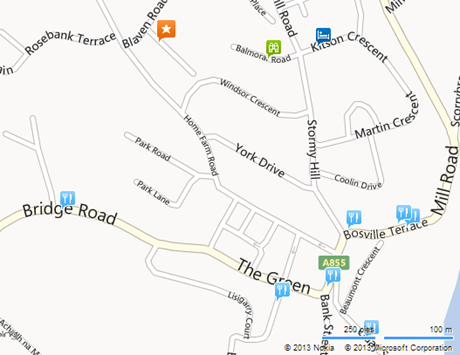 Rosebank Terrace
Blaven Road
Place
Mill Road
Balmoral Road
Kitson Crescent
Windsor Crescent
Martin Crescent
Stormy Hill
Home Farm Road
York Drive
Park Road
Park Lane
Coolin Drive
Mill Road
Bridge Road
Bosville Terrace
The Green
A855
Beaumont Crescent
Lisigarry Court
Bank Street
250 pies
100 m
© 2013 Nokia
© 2013 Microsoft Corporation